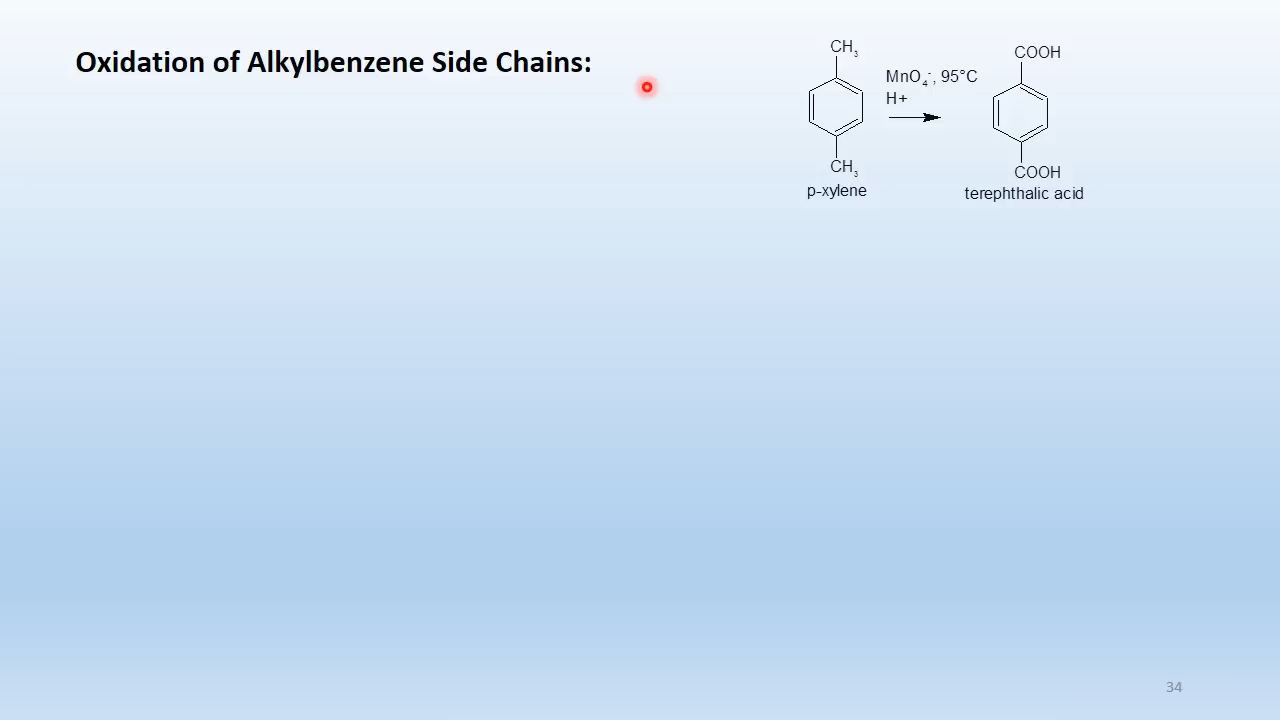 Oxidation of Alkylbenzene Side Chains:
CH₃
COOH
MnO₄⁻, 95°C
H+
CH₃
COOH
p-xylene
terephthalic acid
34